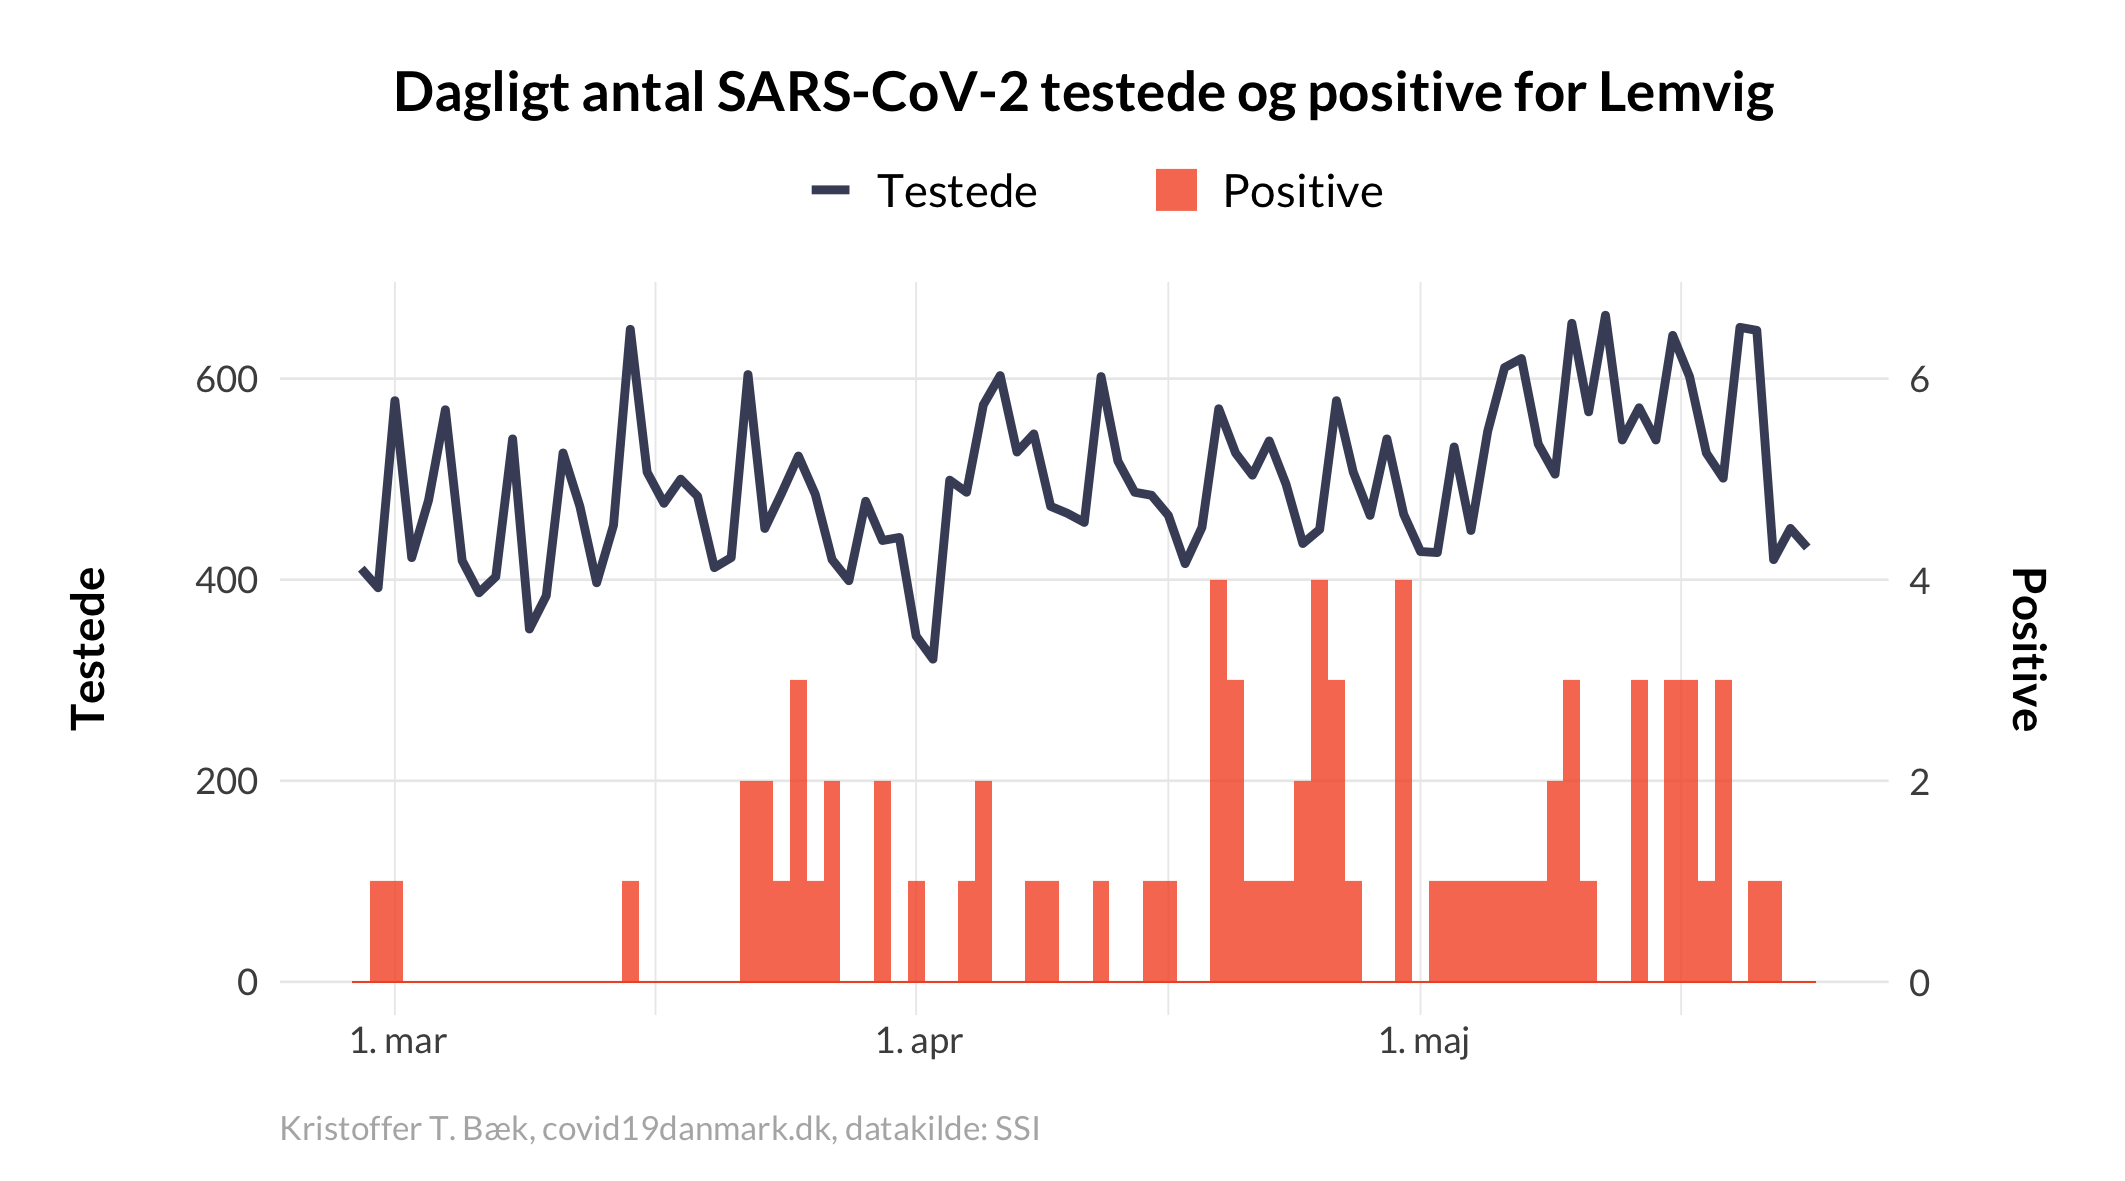 Dagligt antal SARS-CoV-2 testede og positive for Lemvig
Testede
Positive
Testede
600
400
200
0
6
4
2
0
Positive
1. mar
1. apr
1. maj
Kristoffer T. Bæk, covid19danmark.dk, datakilde: SSI